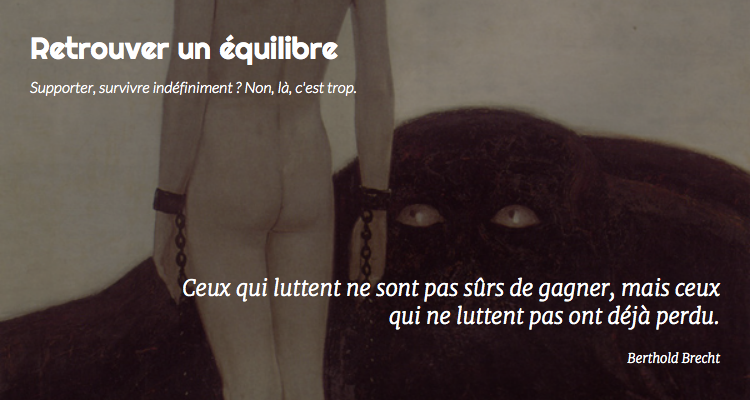 Retrouver un équilibre
Supporter, survivre indéfiniment ? Non, là, c'est trop.
Ceux qui luttent ne sont pas sûrs de gagner, mais ceux
qui ne luttent pas ont déjà perdu.
Berthold Brecht